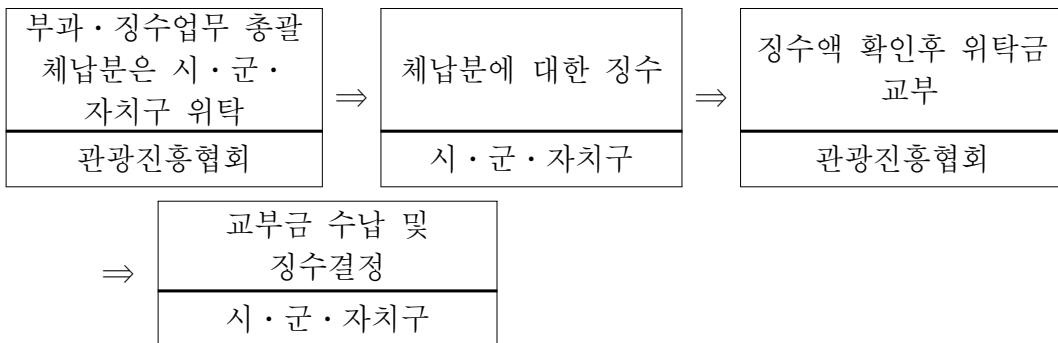 부과・징수업무 총괄
체납분은 시・군・
자치구 위탁
관광진흥협회
⇒
체납분에 대한 징수
시・군・자치구
⇒
징수액 확인후 위탁금
교부
관광진흥협회
⇒
교부금 수납 및
징수결정
시・군・자치구